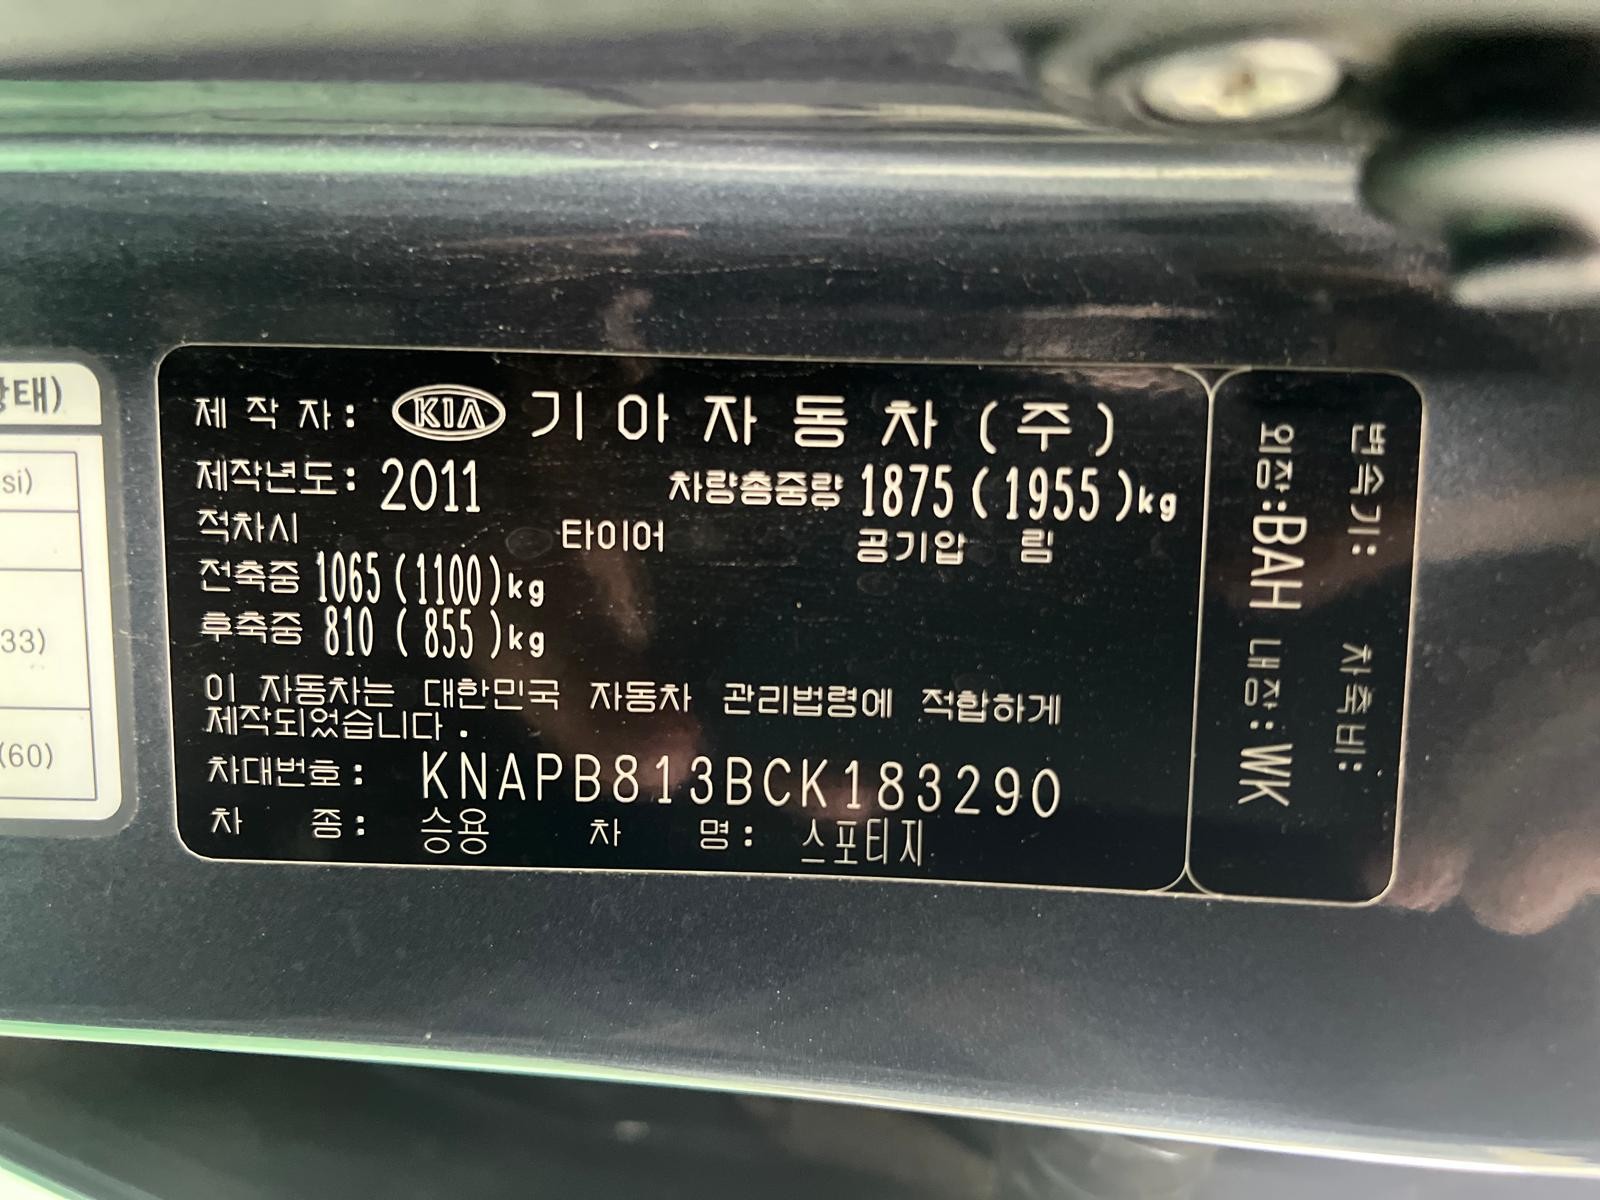 상태)
si)
33)
(60)
제 작 자 : KIA 기 아 자 동 차 ( 주 )
제작년도 : 2011 차량총중량 1875 ( 1955 )kg
적차시 타이어 공기압 림
전축중 1065 ( 1100 )kg
후축중 810 ( 855 )kg
이 자동차는 대한민국 자동차 관리법령에 적합하게
제작되었습니다 .
차대번호 : KNAPB813BCK183290
차 종 : 승용 차 명 : 스포티지
변속기 : 차축비 :
외장 : BAH 내장 : WK